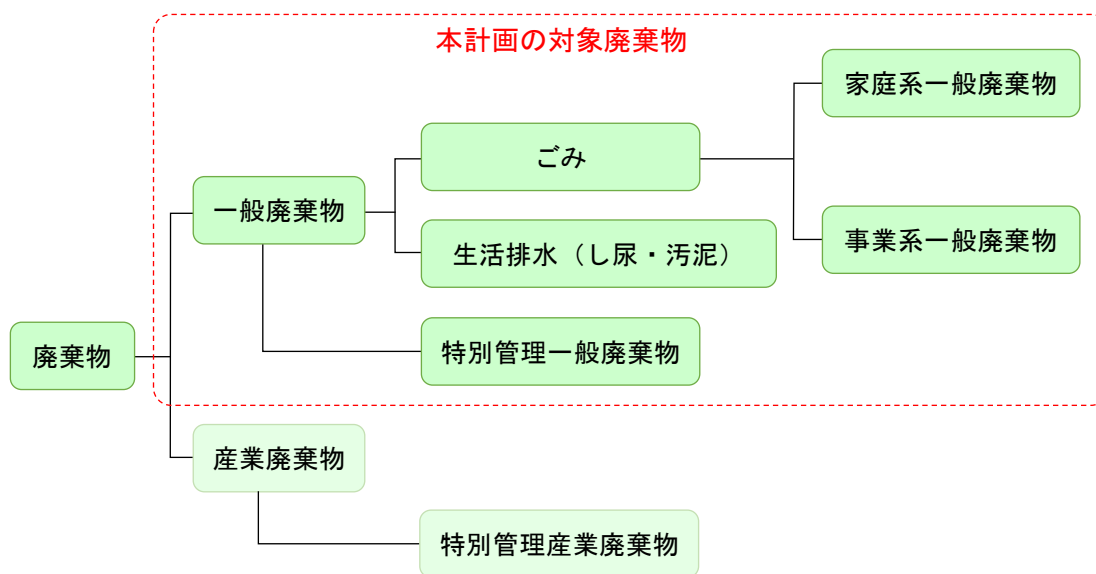 本計画の対象廃棄物
家庭系一般廃棄物
ごみ
一般廃棄物
事業系一般廃棄物
生活排水（し尿・汚泥）
廃棄物
特別管理一般廃棄物
産業廃棄物
特別管理産業廃棄物